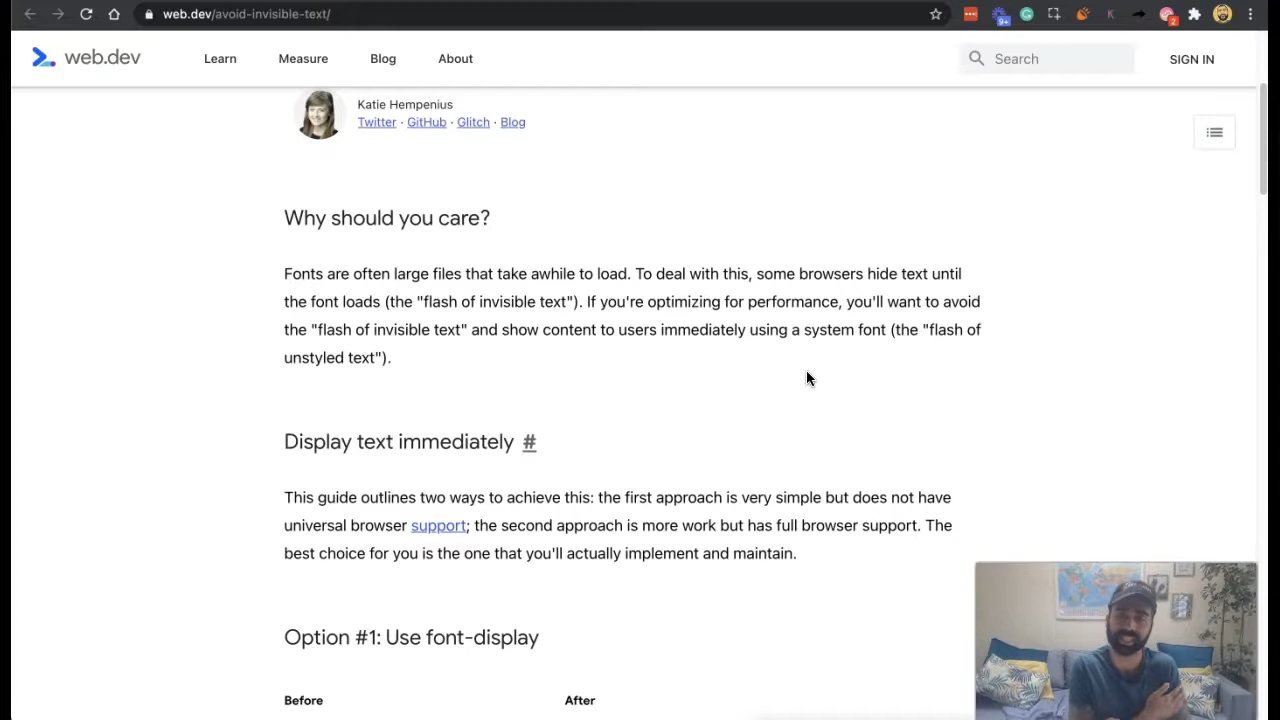 web.dev/avoid-invisible-text/
9+
K
2
web.dev
Learn
Measure
Blog
About
Search
SIGN IN
Katie Hempenius
Twitter · GitHub · Glitch · Blog
Why should you care?
Fonts are often large files that take awhile to load. To deal with this, some browsers hide text until
the font loads (the "flash of invisible text"). If you're optimizing for performance, you'll want to avoid
the "flash of invisible text" and show content to users immediately using a system font (the "flash of
unstyled text").
Display text immediately #
This guide outlines two ways to achieve this: the first approach is very simple but does not have
universal browser support; the second approach is more work but has full browser support. The
best choice for you is the one that you'll actually implement and maintain.
Option #1: Use font-display
Before
After